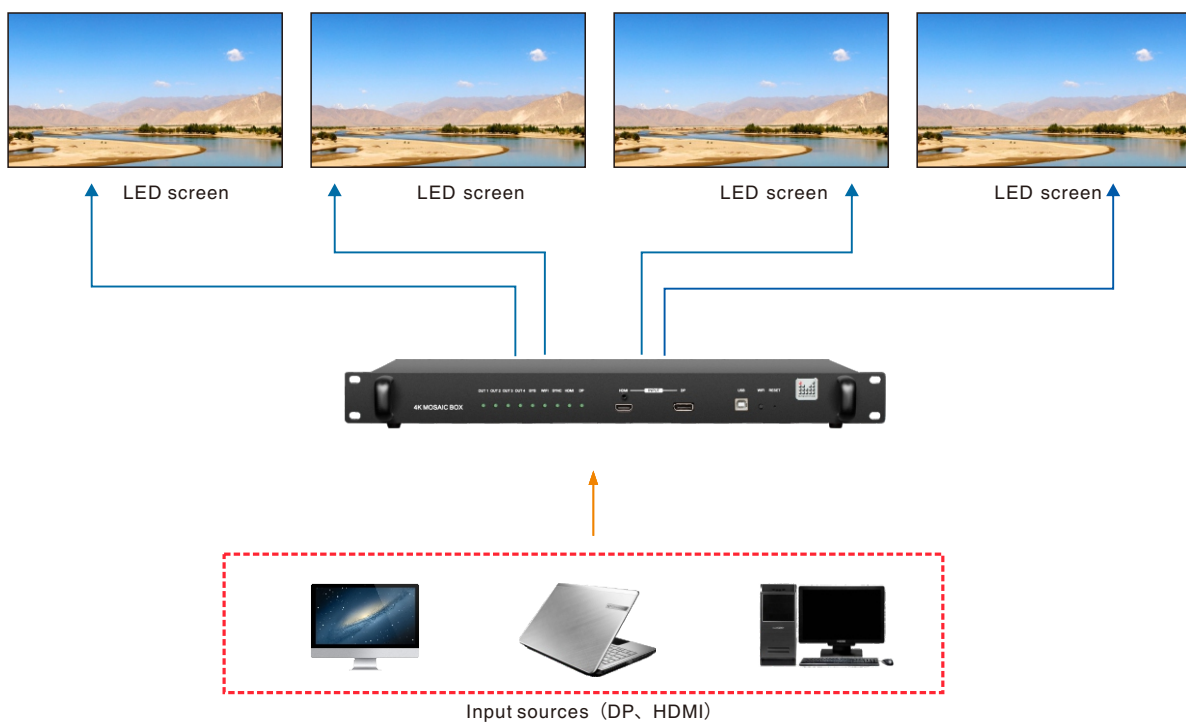 LED screen LED screen LED screen LED screen
OUT 1 OUT 2 OUT 3 OUT 4 SYS WIFI SYNC HDMI DP
HDMI INPUT DP
USB WIFI RESET
4K MOSAIC BOX
Input sources（DP、HDMI）